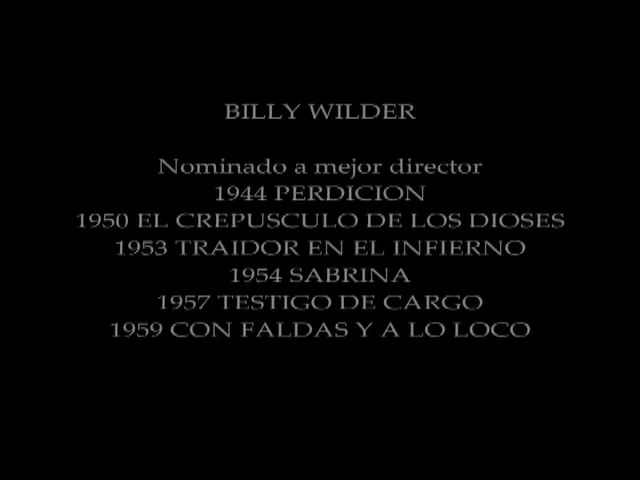 BILLY WILDER
Nominado a mejor director
1944 PERDICION
1950 EL CREPUSCULO DE LOS DIOSES
1953 TRAIDOR EN EL INFIERNO
1954 SABRINA
1957 TESTIGO DE CARGO
1959 CON FALDAS Y A LO LOCO